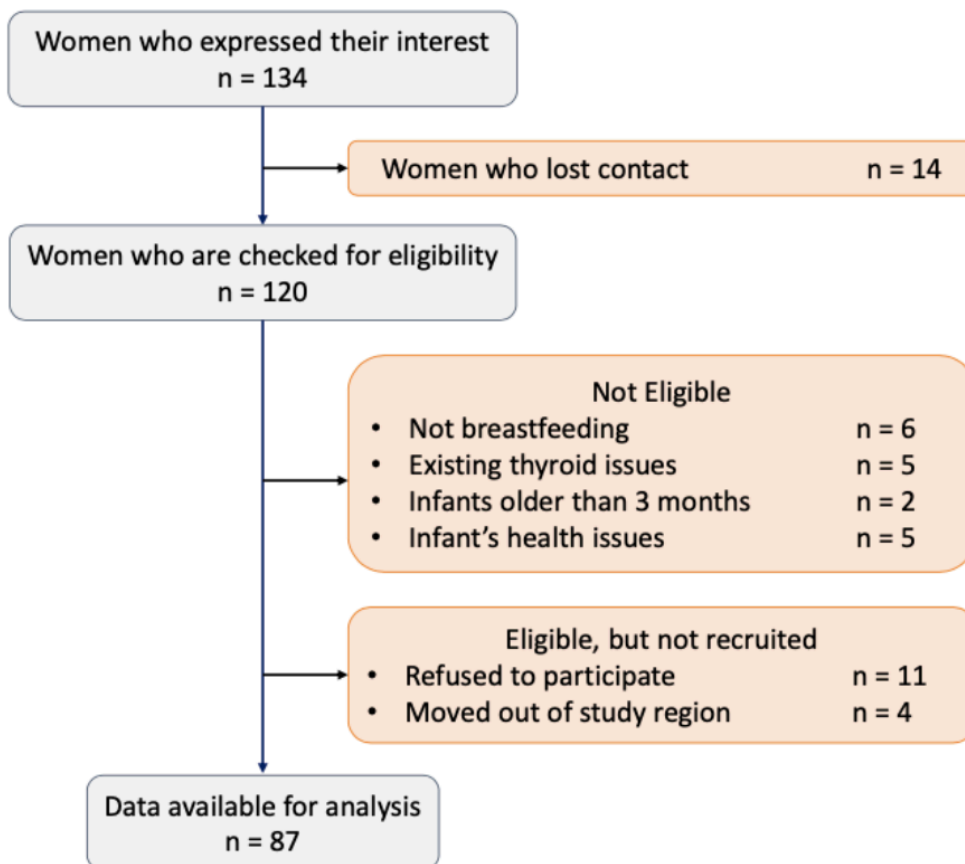 Women who expressed their interest
n = 134
Women who lost contact n = 14
Women who are checked for eligibility
n = 120
Not Eligible
• Not breastfeeding n = 6
• Existing thyroid issues n = 5
• Infants older than 3 months n = 2
• Infant’s health issues n = 5
Eligible, but not recruited
• Refused to participate n = 11
• Moved out of study region n = 4
Data available for analysis
n = 87